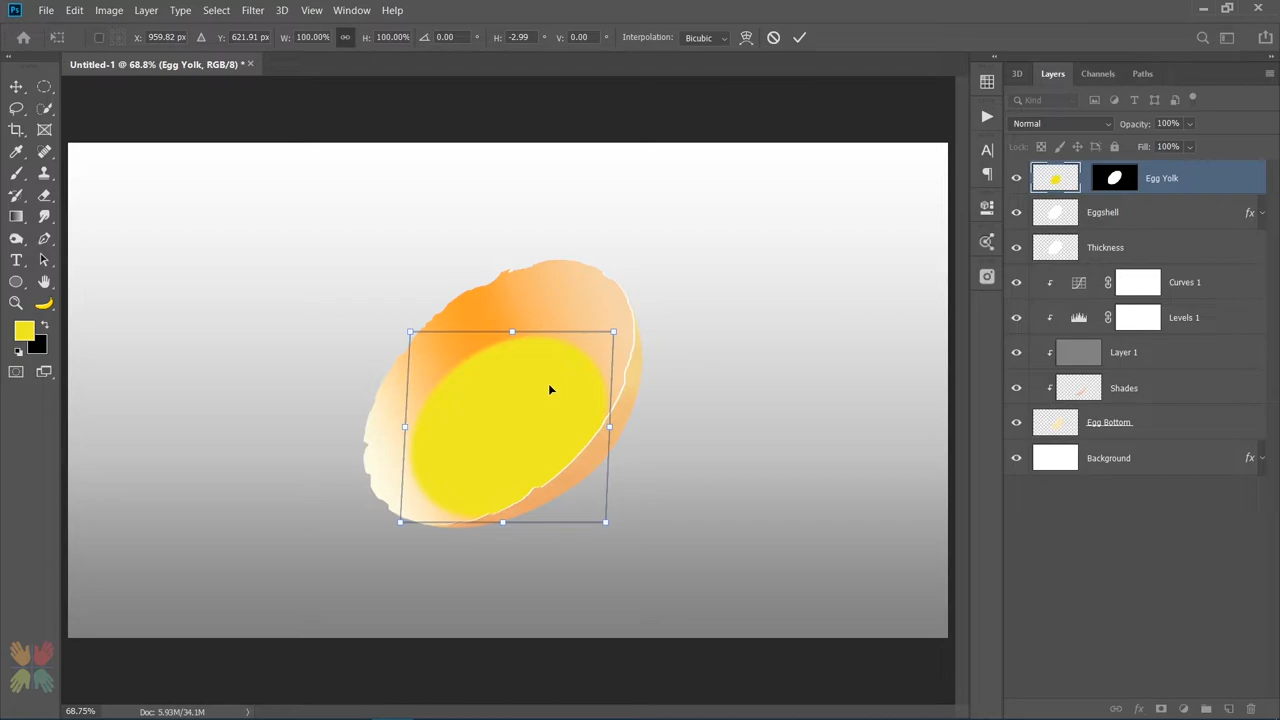 Ps File Edit Image Layer Type Select Filter 3D View Window Help
X: 959.82 px Y: 621.91 px W: 100.00% H: 100.00% 0.00 ° H: -2.99 ° V: 0.00 ° Interpolation: Bicubic
Untitled-1 @ 68.8% (Egg Yolk, RGB/8) *
3D Layers Channels Paths
Kind
Normal Opacity: 100%
Lock: Fill: 100%
Egg Yolk
Eggshell fx
Thickness
Curves 1
Levels 1
Layer 1
Shades
Egg Bottom
Background fx
68.75% Doc: 5.93M/34.1M